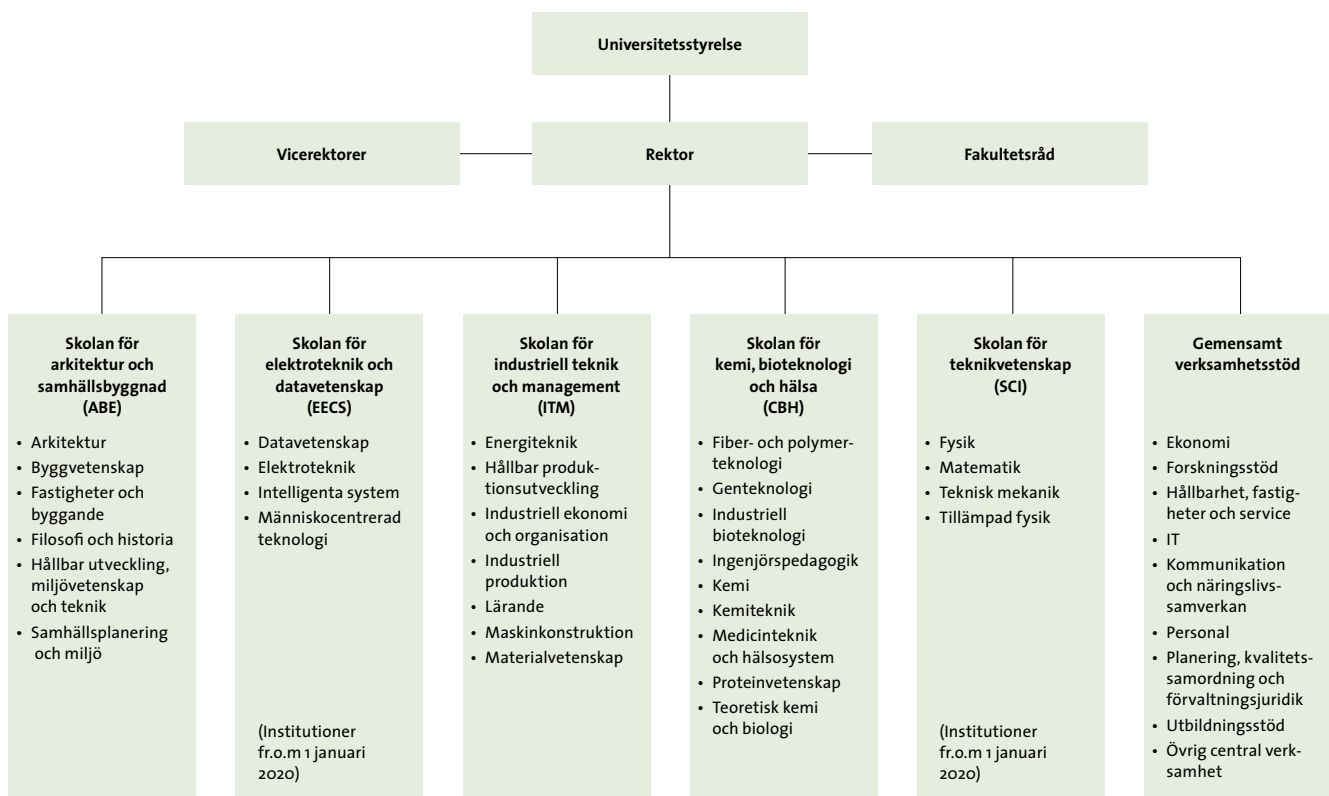 Universitetsstyrelse
Vicerektorer
Rektor
Fakultetsråd
Skolan för
arkitektur och
samhällsbyggnad
(ABE)
• Arkitektur
• Byggvetenskap
• Fastigheter och
byggande
• Filosofi och historia
• Hållbar utveckling,
miljövetenskap
och teknik
• Samhällsplanering
och miljö
Skolan för
elektroteknik och
datavetenskap
(EECS)
• Datavetenskap
• Elektroteknik
• Intelligenta system
• Människocentrerad
teknologi
(Institutioner
fr.o.m 1 januari
2020)
Skolan för
industriell teknik
och management
(ITM)
• Energiteknik
• Hållbar produk-
tionsutveckling
• Industriell ekonomi
och organisation
• Industriell
produktion
• Lärande
• Maskinkonstruktion
• Materialvetenskap
Skolan för
kemi, bioteknologi
och hälsa
(CBH)
• Fiber- och polymer-
teknologi
• Genteknologi
• Industriell
bioteknologi
• Ingenjörspedagogik
• Kemi
• Kemiteknik
• Medicinteknik
och hälsosystem
• Proteinvetenskap
• Teoretisk kemi
och biologi
Skolan för
teknikvetenskap
(SCI)
• Fysik
• Matematik
• Teknisk mekanik
• Tillämpad fysik
(Institutioner
fr.o.m 1 januari
2020)
Gemensamt
verksamhetsstöd
• Ekonomi
• Forskningsstöd
• Hållbarhet, fastig-
heter och service
• IT
• Kommunikation
och näringslivs-
samverkan
• Personal
• Planering, kvalitets-
samordning och
förvaltningsjuridik
• Utbildningsstöd
• Övrig central verk-
samhet